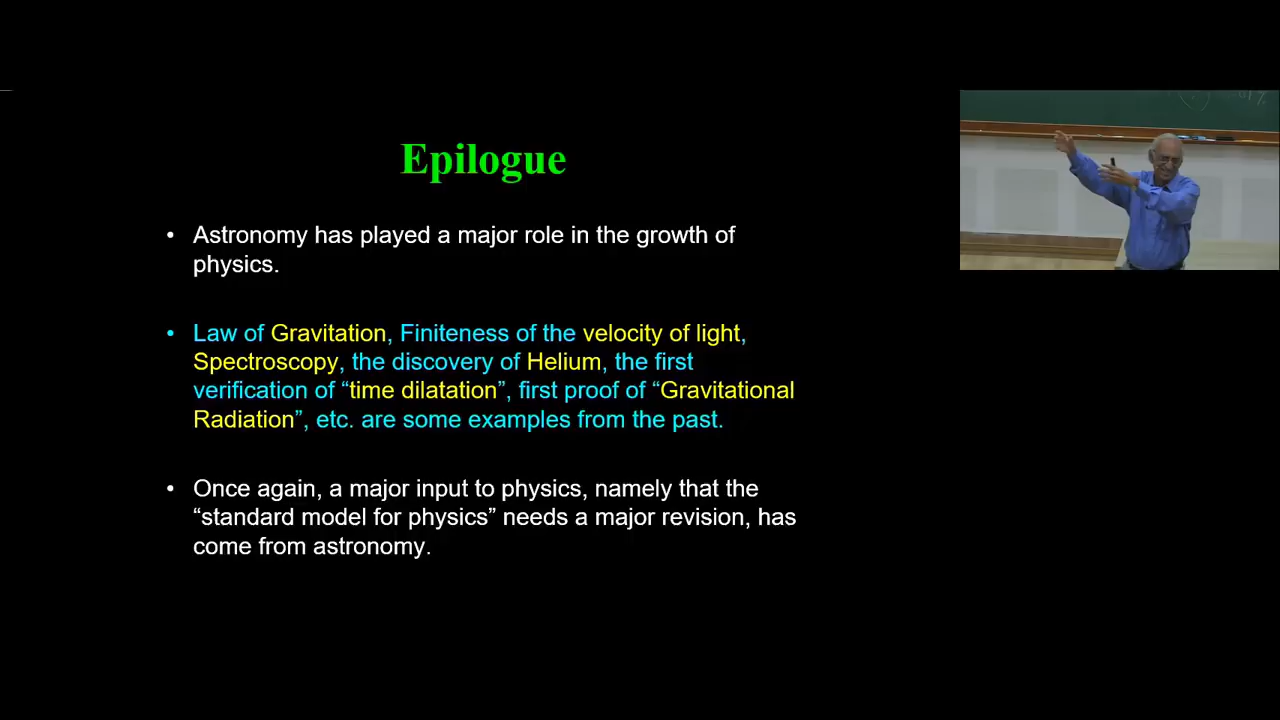 Epilogue
• Astronomy has played a major role in the growth of
physics.
• Law of Gravitation, Finiteness of the velocity of light,
Spectroscopy, the discovery of Helium, the first
verification of “time dilatation”, first proof of “Gravitational
Radiation”, etc. are some examples from the past.
• Once again, a major input to physics, namely that the
“standard model for physics” needs a major revision, has
come from astronomy.